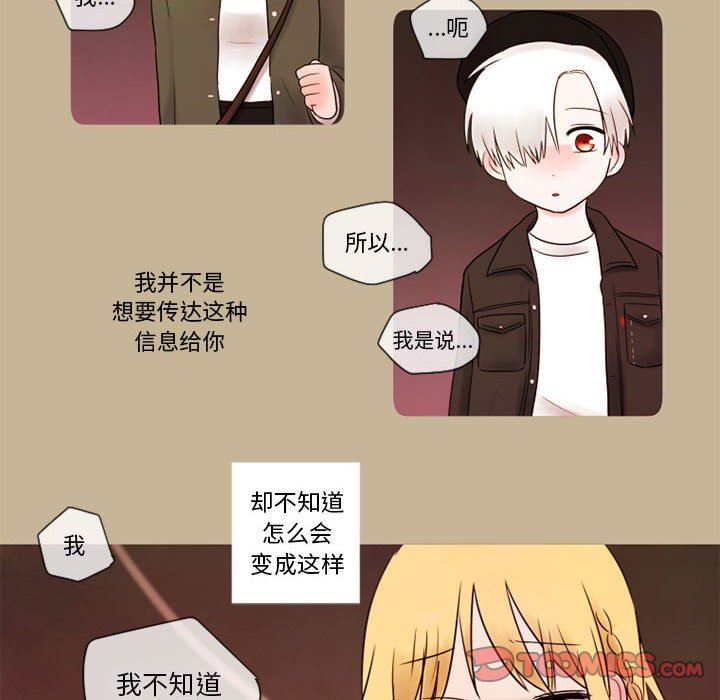 我...
...呃
所以...
我并不是
想要传达这种
信息给你
我是说...
却不知道
怎么会
变成这样
我
我不知道
TOOMICS.COM